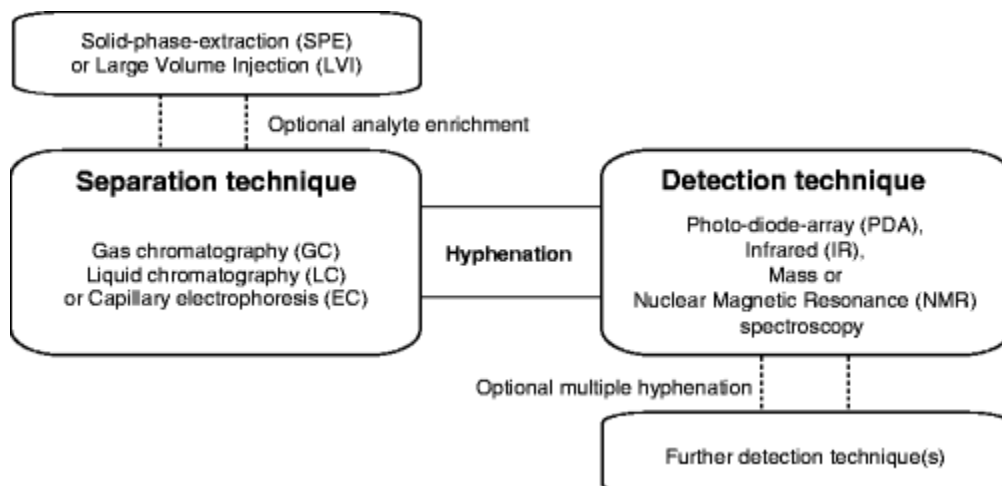 Solid-phase-extraction (SPE)
or Large Volume Injection (LVI)
Optional analyte enrichment
Separation technique
Gas chromatography (GC)
Liquid chromatography (LC)
or Capillary electrophoresis (EC)
Hyphenation
Detection technique
Photo-diode-array (PDA),
Infrared (IR),
Mass or
Nuclear Magnetic Resonance (NMR)
spectroscopy
Optional multiple hyphenation
Further detection technique(s)